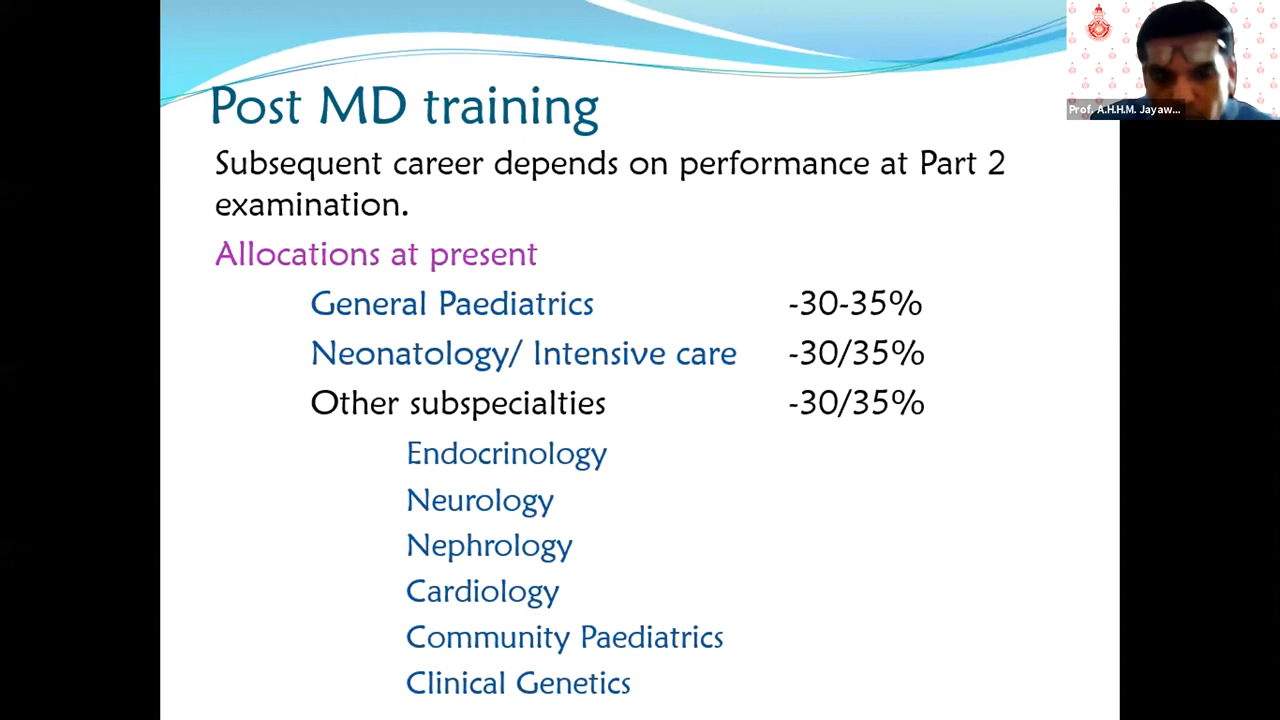 Post MD training
Prof. A.H.H.M. Jayaw...
Subsequent career depends on performance at Part 2
examination.
Allocations at present
General Paediatrics -30-35%
Neonatology/ Intensive care -30/35%
Other subspecialties -30/35%
Endocrinology
Neurology
Nephrology
Cardiology
Community Paediatrics
Clinical Genetics